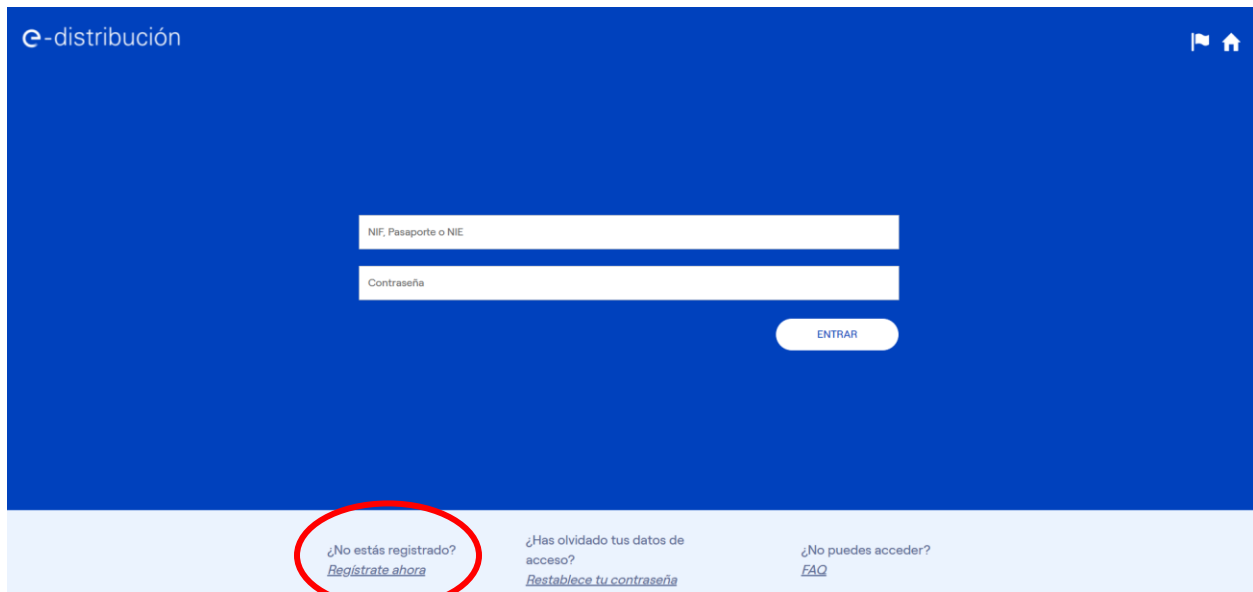 e-distribución
NIF, Pasaporte o NIE
Contraseña
ENTRAR
¿No estás registrado?
Regístrate ahora
¿Has olvidado tus datos de
acceso?
Restablece tu contraseña
¿No puedes acceder?
FAQ